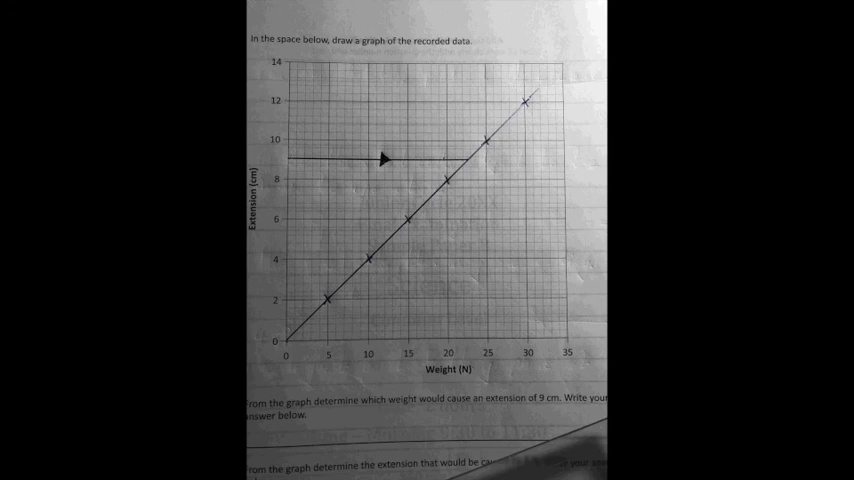 In the space below, draw a graph of the recorded data.
14
12
10
8
6
4
2
0
Extension (cm)
0 5 10 15 20 25 30 35
Weight (N)
From the graph determine which weight would cause an extension of 9 cm. Write your
answer below.
From the graph determine the extension that would be